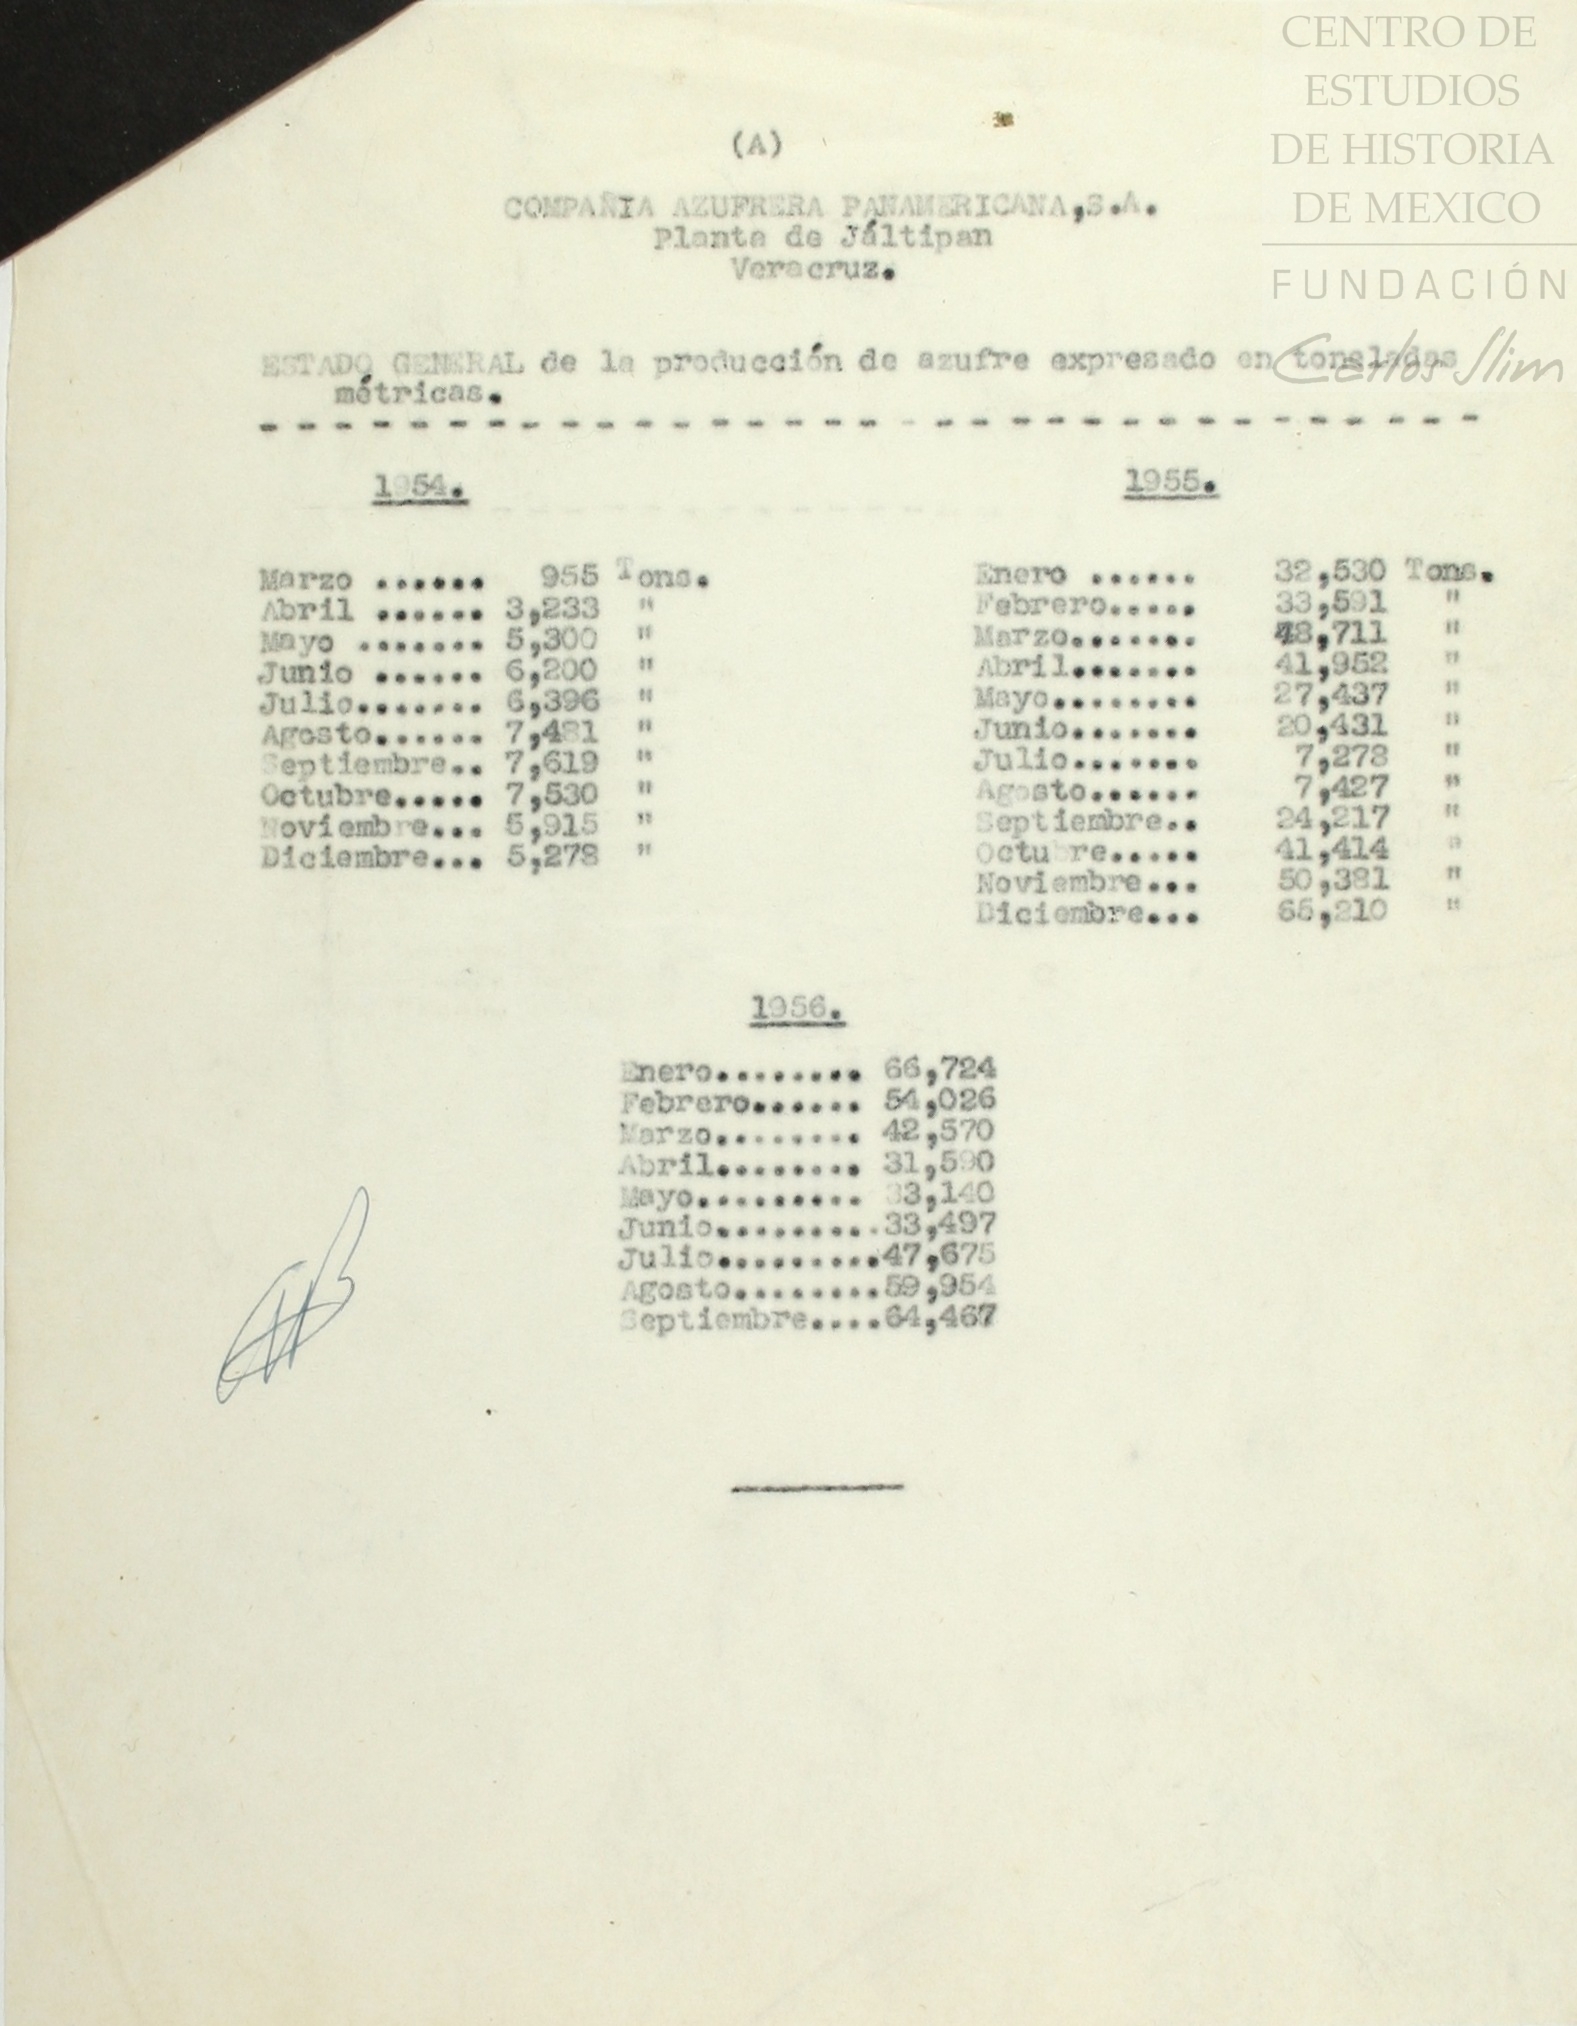 CENTRO DE
ESTUDIOS
DE HISTORIA
DE MEXICO
FUNDACIÓN
Carlos Slim
(A)
COMPAÑIA AZUFRERA PANAMERICANA,S.A.
Planta de Jáltipan
Veracruz.
ESTADO GENERAL de la producción de azufre expresado en toneladas
métricas.
- - - - - - - - - - - - - - - - - - - - - - - - - - - - - - - - -
1954.
Marzo ...... 955 Tons.
Abril ...... 3,233 "
Mayo ....... 5,300 "
Junio ...... 6,200 "
Julio....... 6,396 "
Agosto...... 7,481 "
Septiembre.. 7,619 "
Octubre..... 7,530 "
Noviembre... 5,915 "
Diciembre... 5,278 "
1955.
Enero ...... 32,530 Tons.
Febrero..... 33,591 "
Marzo....... 48,711 "
Abril....... 41,952 "
Mayo........ 27,437 "
Junio....... 20,431 "
Julio....... 7,278 "
Agosto...... 7,427 "
Septiembre.. 24,217 "
Octubre..... 41,414 "
Noviembre... 50,381 "
Diciembre... 65,210 "
1956.
Enero........ 66,724
Febrero...... 54,026
Marzo........ 42,570
Abril........ 31,590
Mayo......... 33,140
Junio.........33,497
Julio.........47,675
Agosto........59,954
Septiembre....64,467